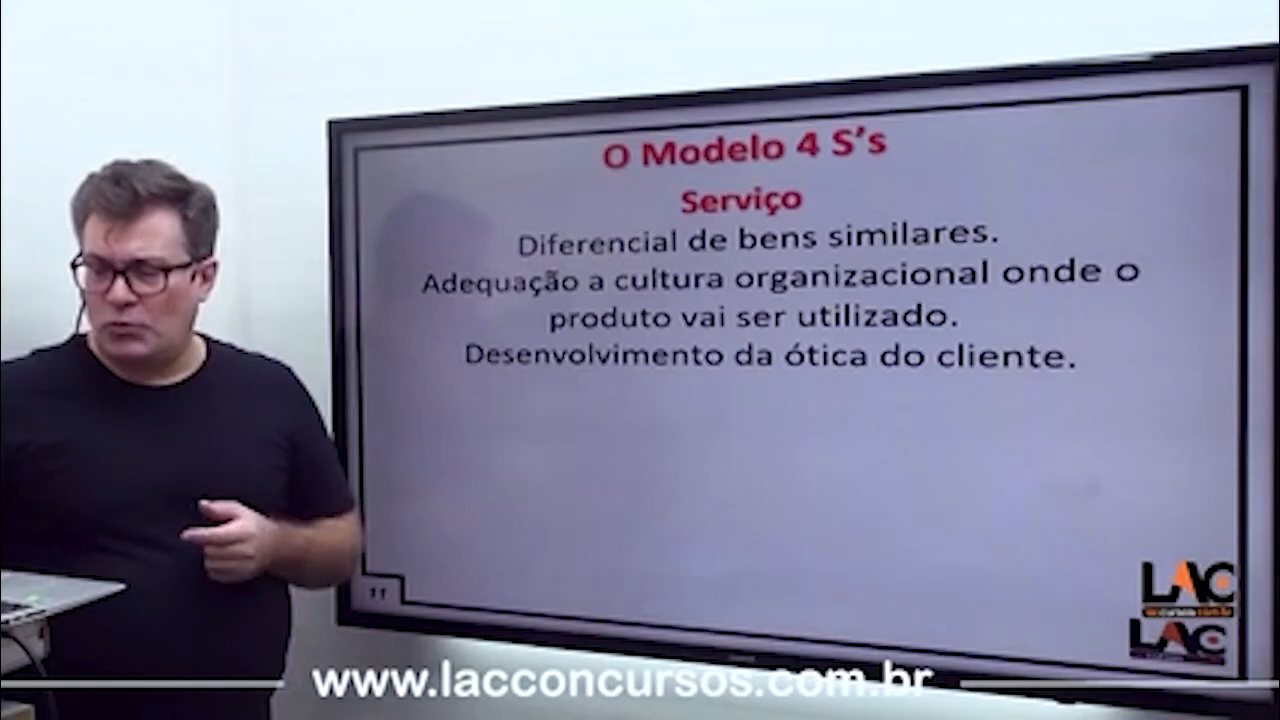 O Modelo 4 S's
Serviço
Diferencial de bens similares.
Adequação a cultura organizacional onde o
produto vai ser utilizado.
Desenvolvimento da ótica do cliente.
11
LAC
LAC
www.lacconcursos.com.br